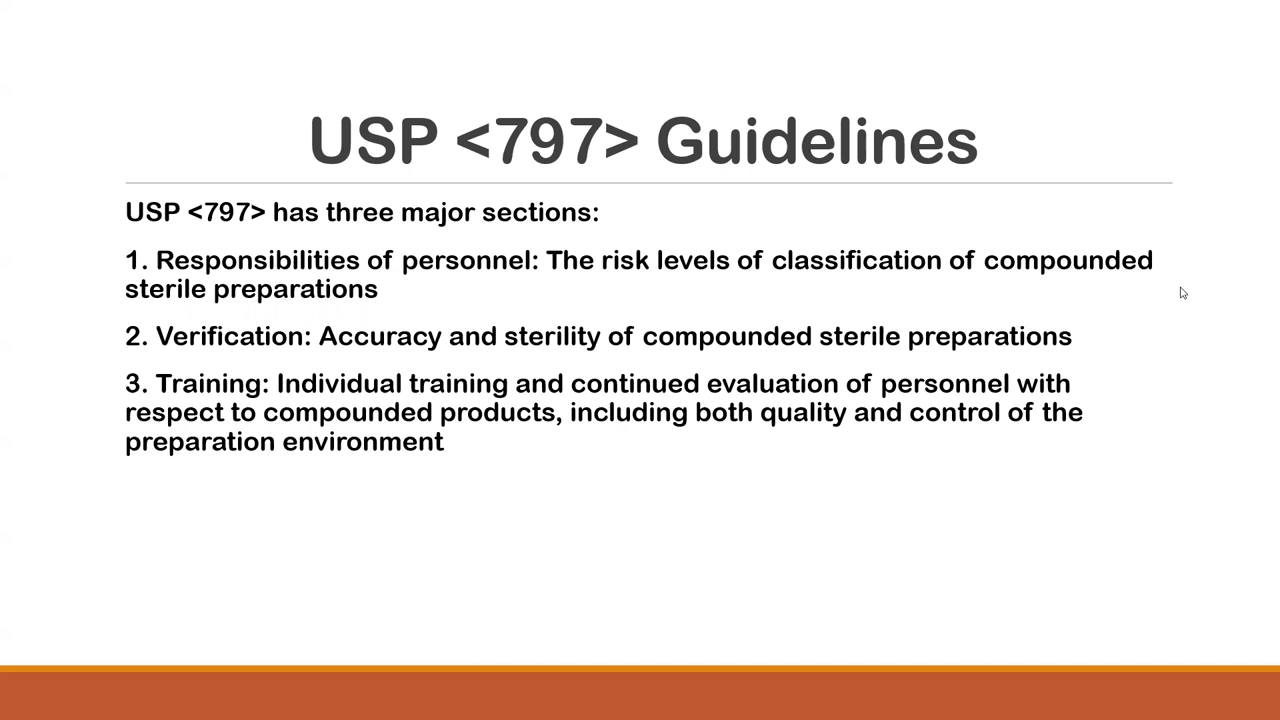 USP <797> Guidelines
USP <797> has three major sections:
1. Responsibilities of personnel: The risk levels of classification of compounded
sterile preparations
2. Verification: Accuracy and sterility of compounded sterile preparations
3. Training: Individual training and continued evaluation of personnel with
respect to compounded products, including both quality and control of the
preparation environment